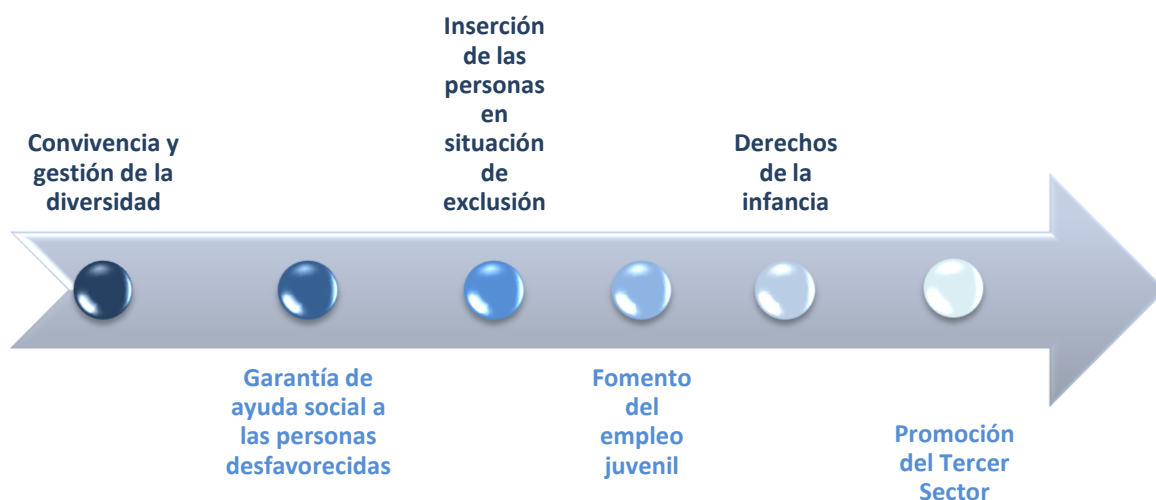 Convivencia y
gestión de la
diversidad
Garantía de
ayuda social a
las personas
desfavorecidas
Inserción
de las
personas
en
situación
de
exclusión
Fomento
del
empleo
juvenil
Derechos
de la
infancia
Promoción
del Tercer
Sector